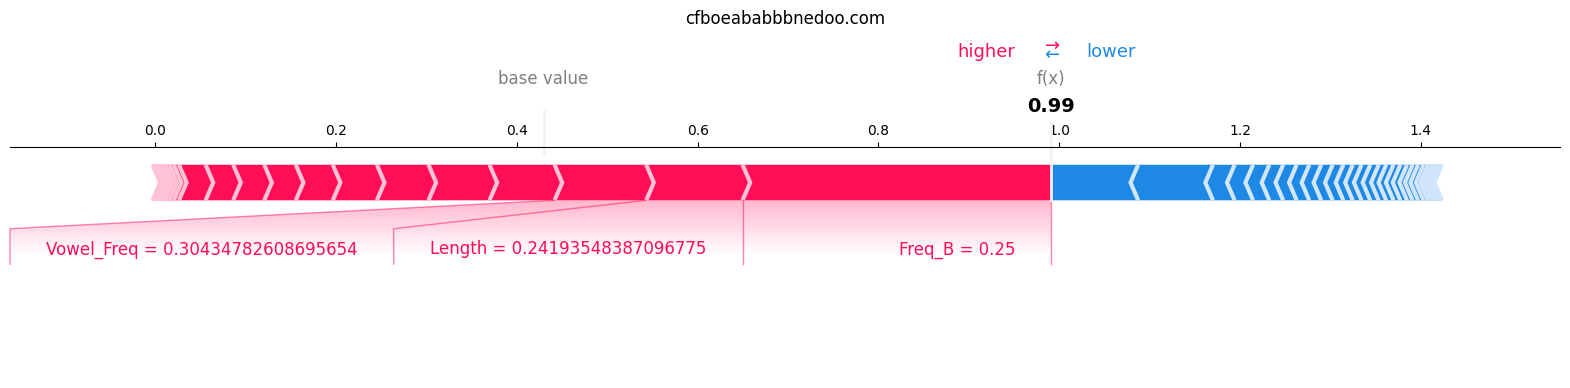 cfboeababbbnedoo.com
higher → ← lower
base value f(x)
0.99
0.0 0.2 0.4 0.6 0.8 1.0 1.2 1.4
Vowel_Freq = 0.30434782608695654 Length = 0.24193548387096775 Freq_B = 0.25